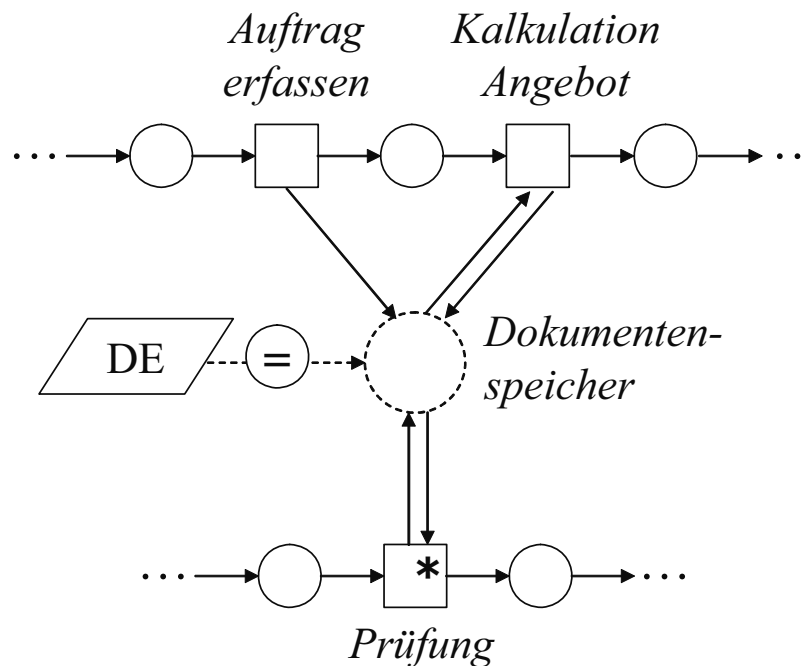 Auftrag
erfassen
Kalkulation
Angebot
DE
=
Dokumenten-
speicher
*
Prüfung